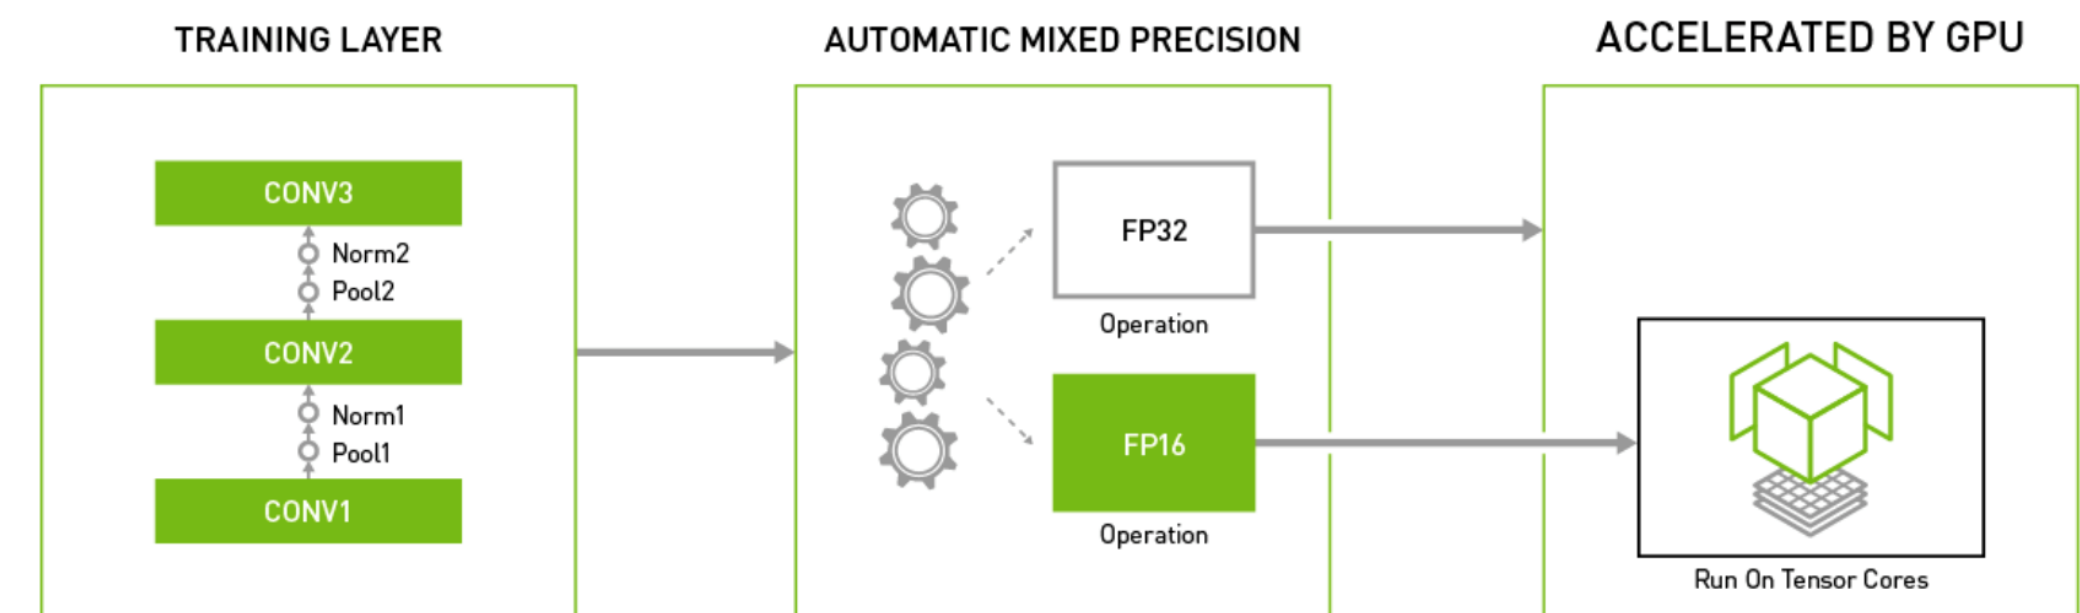 TRAINING LAYER
CONV3
Norm2
Pool2
CONV2
Norm1
Pool1
CONV1
AUTOMATIC MIXED PRECISION
FP32
Operation
FP16
Operation
ACCELERATED BY GPU
Run On Tensor Cores